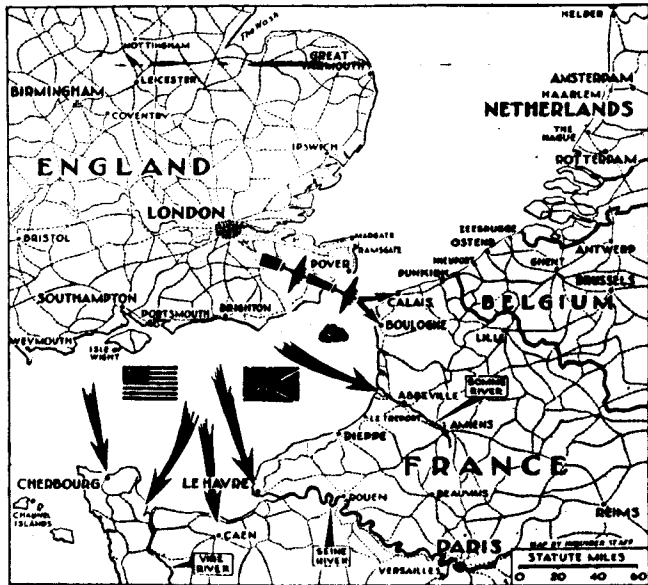 The Wash
HELDER
NOTTINGHAM
GREAT
YARMOUTH
LEICESTER
AMSTERDAM
BIRMINGHAM
HAARLEM
NETHERLANDS
COVENTRY
THE
HAGUE
IPSWICH
ROTTERDAM
ENGLAND
LONDON
MARGATE
RAMSGATE
BRISTOL
ZEEBRUGGE
OSTEND
ANTWERP
DOVER
NIEUPORT
GHENT
DUNKIRK
BRUSSELS
SOUTHAMPTON
CALAIS
BELGIUM
PORTSMOUTH
BRIGHTON
BOULOGNE
WEYMOUTH
ISLE
OF
WIGHT
LILLE
SOMME
RIVER
ABBEVILLE
LE TREPORT
AMIENS
DIEPPE
FRANCE
CHERBOURG
LE HAVRE
ROUEN
BEAUVAIS
CHANNEL
ISLANDS
REIMS
CAEN
VIRE
RIVER
SEINE
RIVER
PARIS
VERSAILLES
STATUTE MILES
0 20 40 60